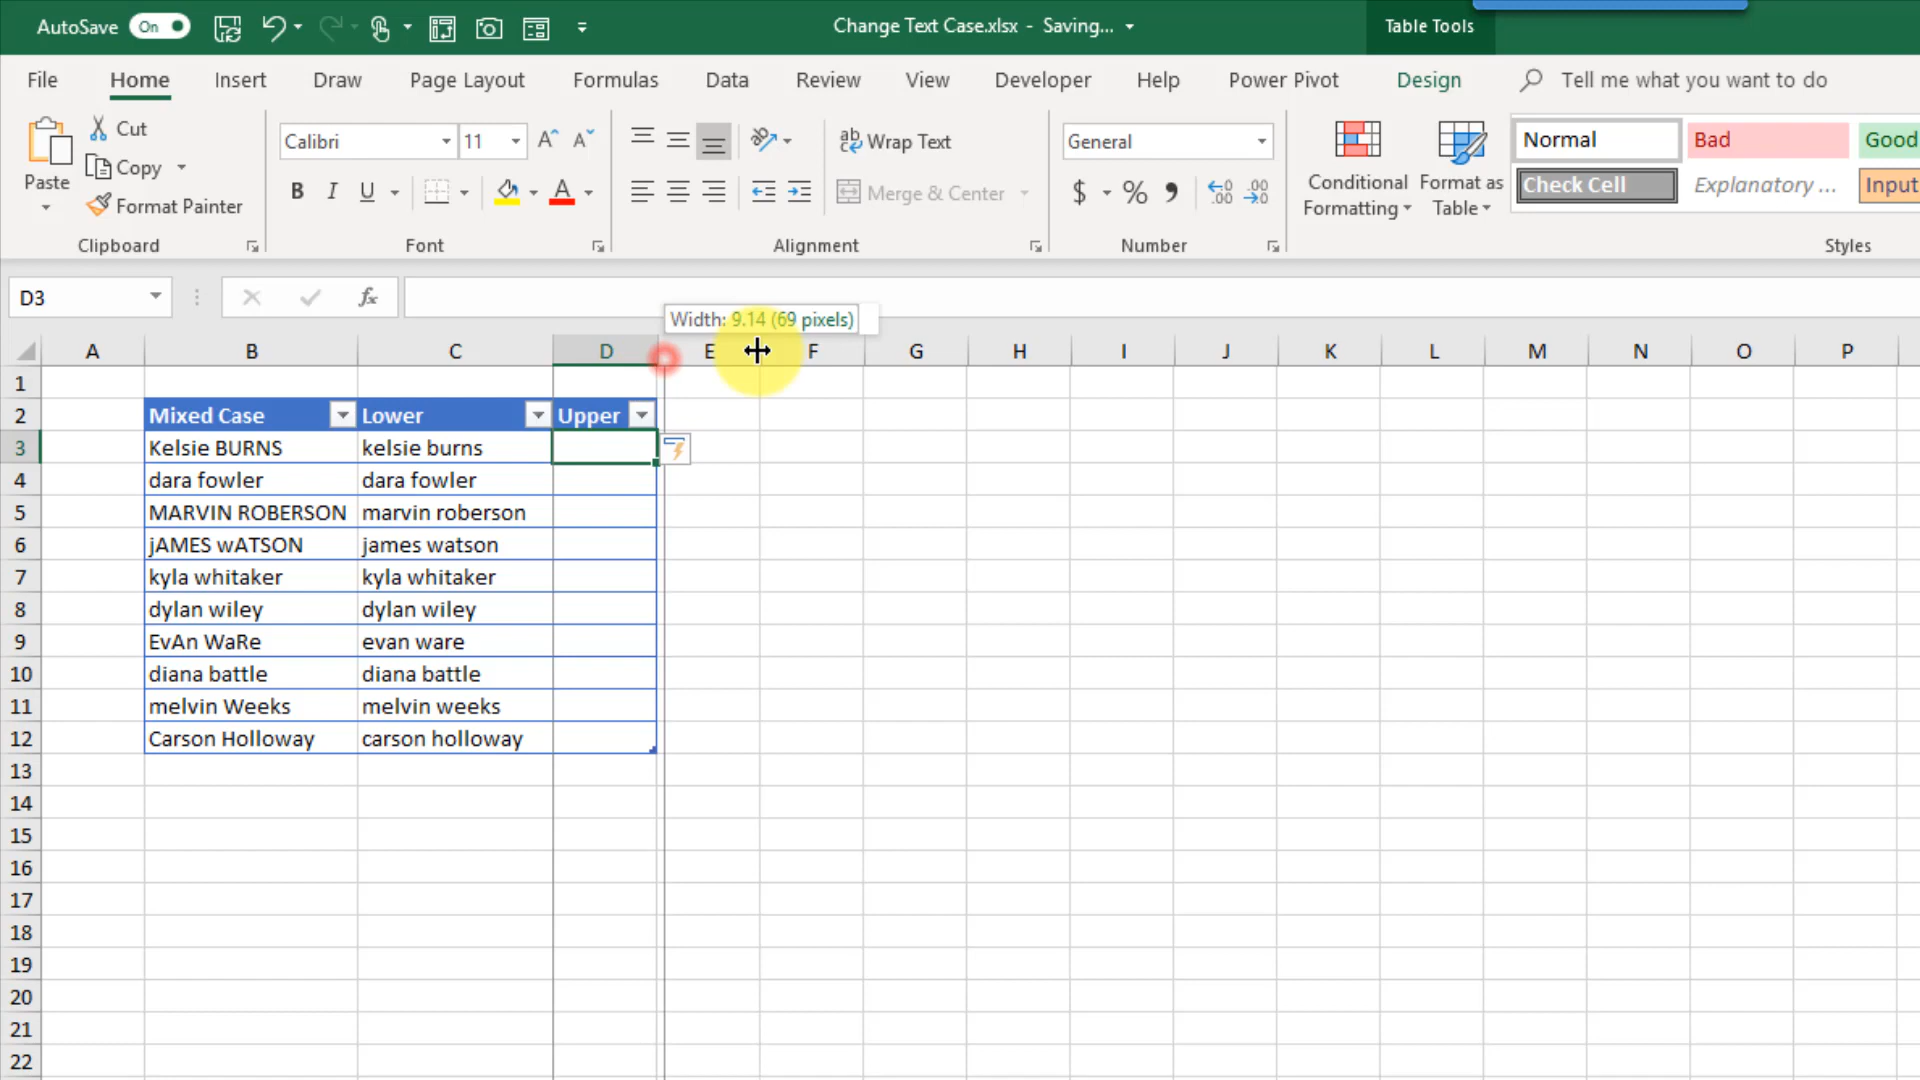 AutoSave On Change Text Case.xlsx - Saving... Table Tools
File Home Insert Draw Page Layout Formulas Data Review View Developer Help Power Pivot Design Tell me what you want to do
Paste
Cut
Copy
Format Painter
Clipboard
Calibri 11
B I U A
Font
ab Wrap Text
Merge & Center
Alignment
General
$ % , .00 .00
Number
Conditional Formatting
Format as Table
Normal Bad Good
Check Cell Explanatory ... Input
Styles
D3 fx
Width: 9.14 (69 pixels)
A B C D E F G H I J K L M N O P
1
2 Mixed Case Lower Upper
3 Kelsie BURNS kelsie burns
4 dara fowler dara fowler
5 MARVIN ROBERSON marvin roberson
6 jAMES wATSON james watson
7 kyla whitaker kyla whitaker
8 dylan wiley dylan wiley
9 EvAn WaRe evan ware
10 diana battle diana battle
11 melvin Weeks melvin weeks
12 Carson Holloway carson holloway
13
14
15
16
17
18
19
20
21
22